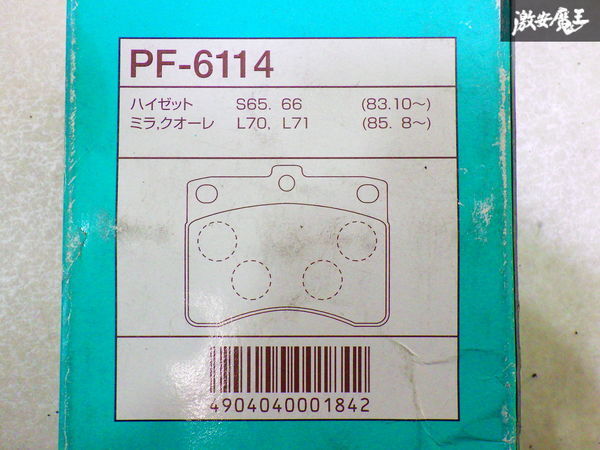 激安魔王
PF-6114
ハイゼット S65. 66 (83.10〜)
ミラ,クオーレ L70, L71 (85. 8〜)
4904040001842